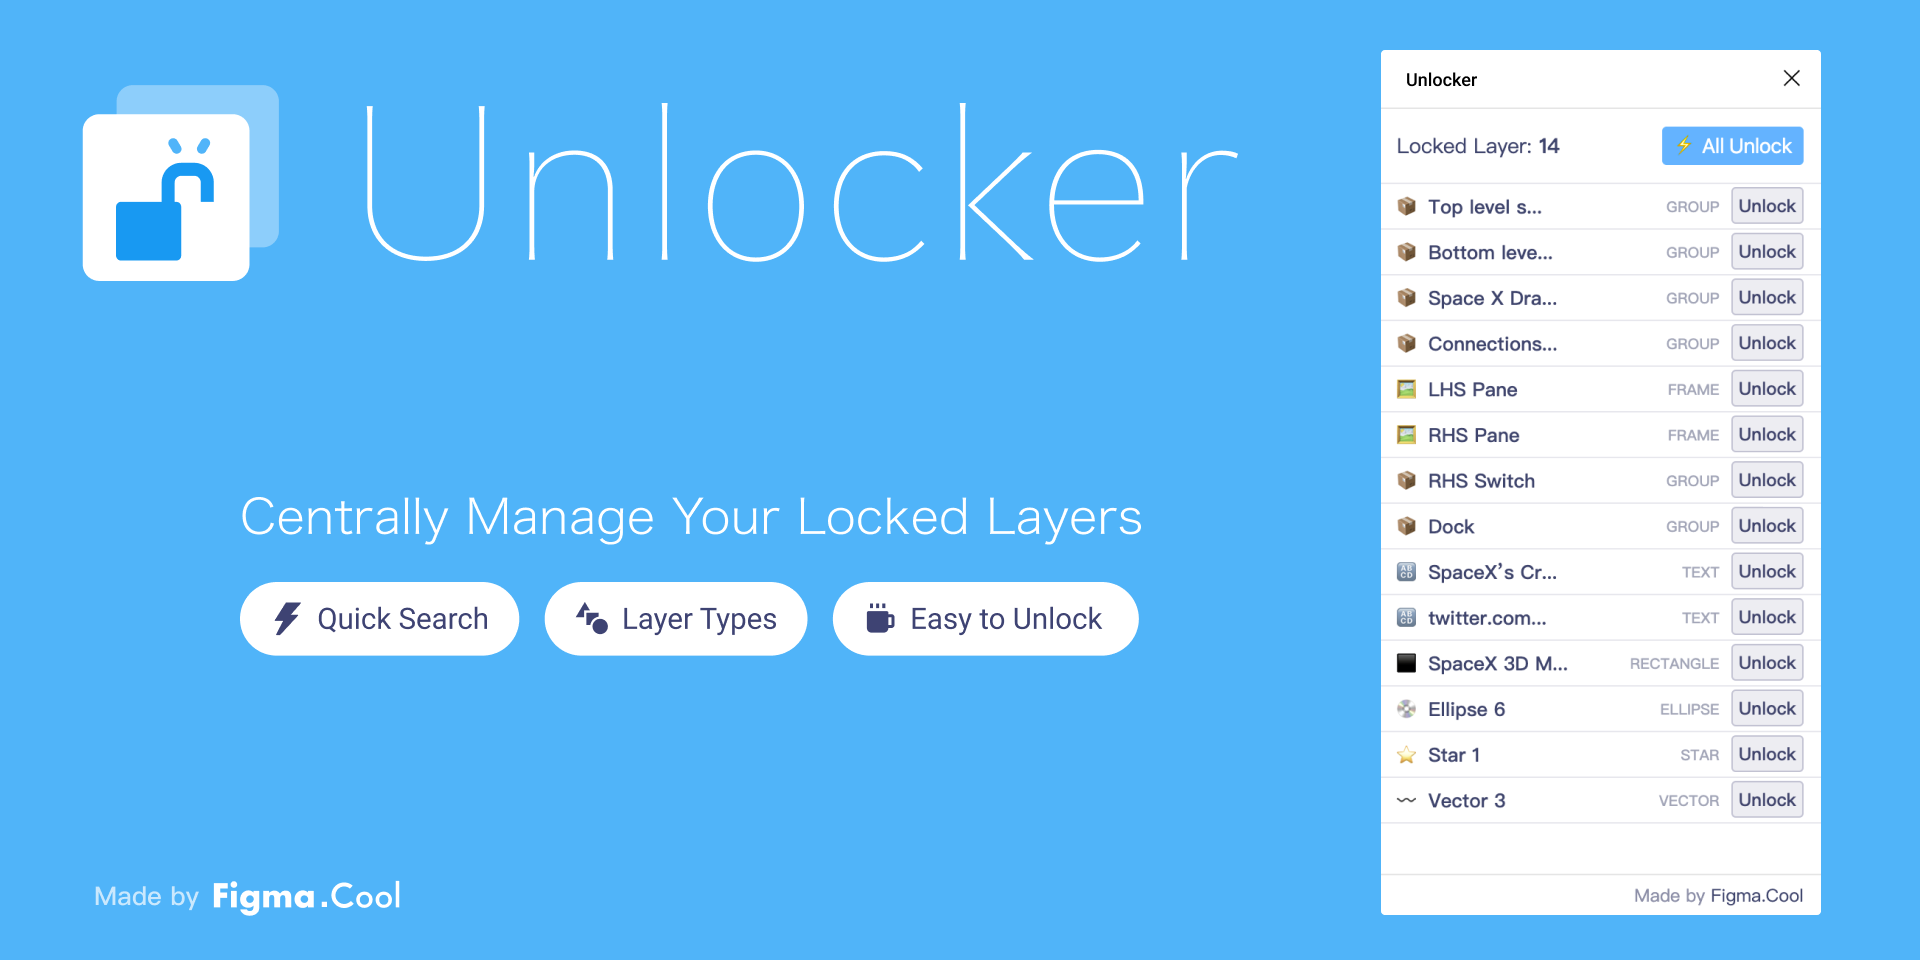 Unlocker
Centrally Manage Your Locked Layers
Quick Search
Layer Types
Easy to Unlock
Made by Figma.Cool
Unlocker
Locked Layer: 14
All Unlock
Top level s... GROUP Unlock
Bottom leve... GROUP Unlock
Space X Dra... GROUP Unlock
Connections... GROUP Unlock
LHS Pane FRAME Unlock
RHS Pane FRAME Unlock
RHS Switch GROUP Unlock
Dock GROUP Unlock
SpaceX’s Cr... TEXT Unlock
twitter.com... TEXT Unlock
SpaceX 3D M... RECTANGLE Unlock
Ellipse 6 ELLIPSE Unlock
Star 1 STAR Unlock
Vector 3 VECTOR Unlock
Made by Figma.Cool